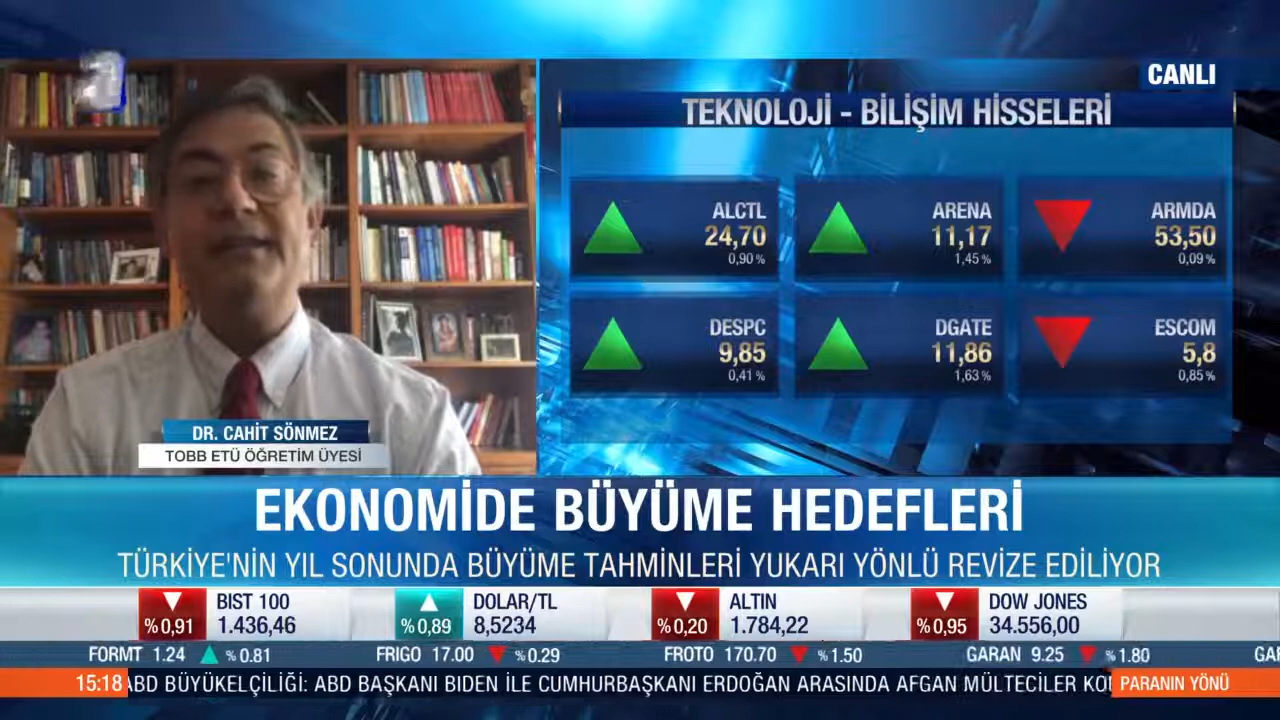 a
CANLI
TEKNOLOJİ - BİLİŞİM HİSSELERİ
ALCTL
24,70
0,90 %
ARENA
11,17
1,45 %
ARMDA
53,50
0,09 %
DESPC
9,85
0,41 %
DGATE
11,86
1,63 %
ESCOM
5,8
0,85 %
DR. CAHİT SÖNMEZ
TOBB ETÜ ÖĞRETİM ÜYESİ
EKONOMİDE BÜYÜME HEDEFLERİ
TÜRKİYE'NİN YIL SONUNDA BÜYÜME TAHMİNLERİ YUKARI YÖNLÜ REVİZE EDİLİYOR
% 0,91 BIST 100 1.436,46
% 0,89 DOLAR/TL 8,5234
% 0,20 ALTIN 1.784,22
% 0,95 DOW JONES 34.556,00
FORMT 1.24 % 0.81 FRIGO 17.00 % 0.29 FROTO 170.70 % 1.50 GARAN 9.25 % 1.80
15:18 ABD BÜYÜKELÇİLİĞİ: ABD BAŞKANI BIDEN İLE CUMHURBAŞKANI ERDOĞAN ARASINDA AFGAN MÜLTECİLER PARANIN YÖNÜ